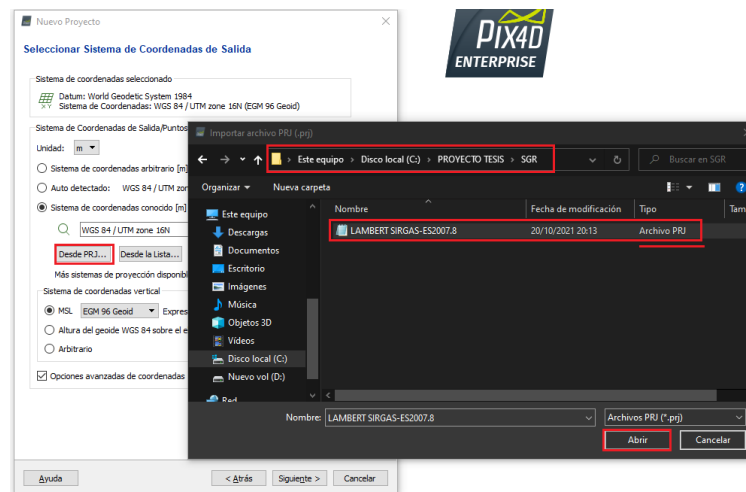 Nuevo Proyecto
PIX4D
ENTERPRISE
Seleccionar Sistema de Coordenadas de Salida
Sistema de coordenadas seleccionado
Datum: World Geodetic System 1984
X Y Sistema de Coordenadas: WGS 84 / UTM zone 16N (EGM 96 Geoid)
Sistema de Coordenadas de Salida/Puntos
Unidad: m
Sistema de coordenadas arbitrario [m]
Auto detectado: WGS 84 / UTM zon
Sistema de coordenadas conocido [m]
WGS 84 / UTM zone 16N
Desde PRJ... Desde la Lista...
Más sistemas de proyección disponibl
Sistema de coordenadas vertical
MSL EGM 96 Geoid Expres
Altura del geoide WGS 84 sobre el e
Arbitrario
Opciones avanzadas de coordenadas
Ayuda < Atrás Siguiente > Cancelar
Importar archivo PRJ (.prj)
Este equipo > Disco local (C:) > PROYECTO TESIS > SGR Buscar en SGR
Organizar Nueva carpeta
Nombre Fecha de modificación Tipo Tam
LAMBERT SIRGAS-ES2007.8 20/10/2021 20:13 Archivo PRJ
Este equipo
Descargas
Documentos
Escritorio
Imágenes
Música
Objetos 3D
Vídeos
Disco local (C:)
Nuevo vol (D:)
Red
Nombre: LAMBERT SIRGAS-ES2007.8 Archivos PRJ (*.prj)
Abrir Cancelar